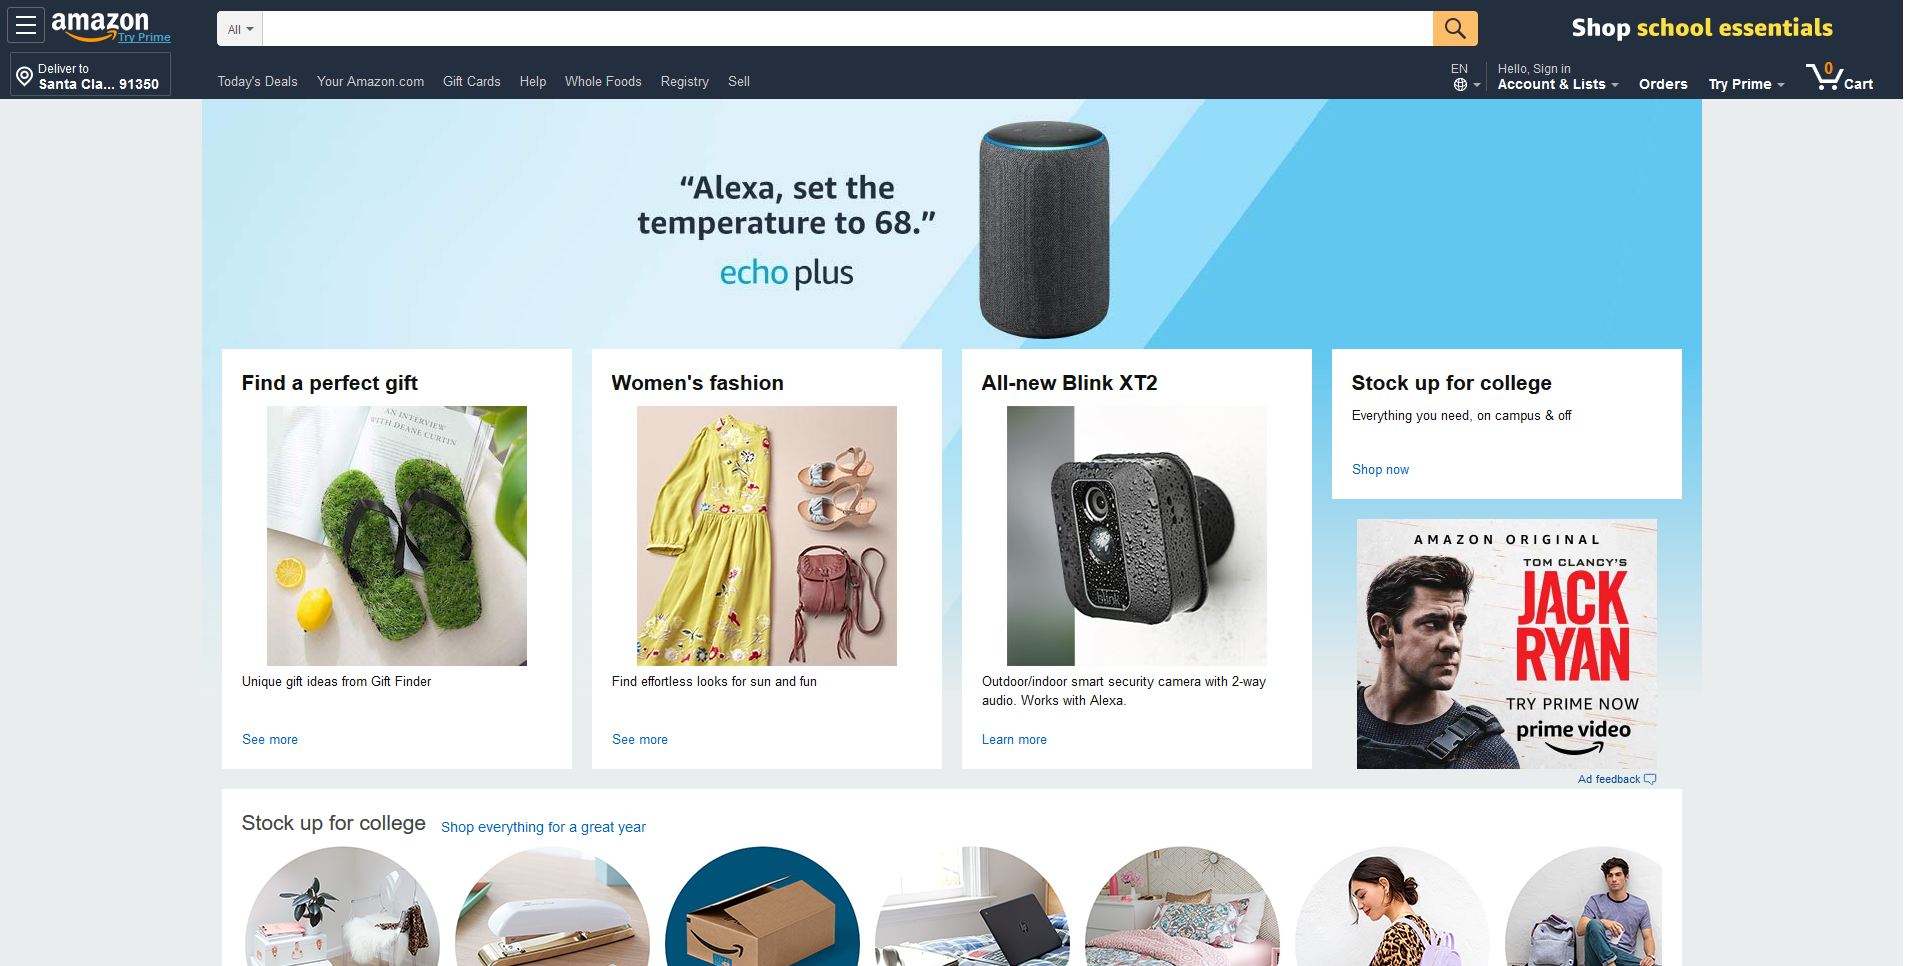 amazon
Try Prime
All
Shop school essentials
Deliver to
Santa Cla... 91350
Today's Deals
Your Amazon.com
Gift Cards
Help
Whole Foods
Registry
Sell
EN
Hello, Sign in
Account & Lists
Orders
Try Prime
0
Cart
“Alexa, set the
temperature to 68.”
echo plus
Find a perfect gift
AN INTERVIEW
WITH DEANE CURTIN
Unique gift ideas from Gift Finder
See more
Women's fashion
Find effortless looks for sun and fun
See more
All-new Blink XT2
blink
Outdoor/indoor smart security camera with 2-way
audio. Works with Alexa.
Learn more
Stock up for college
Everything you need, on campus & off
Shop now
AMAZON ORIGINAL
TOM CLANCY'S
JACK
RYAN
TRY PRIME NOW
prime video
Ad feedback
Stock up for college
Shop everything for a great year